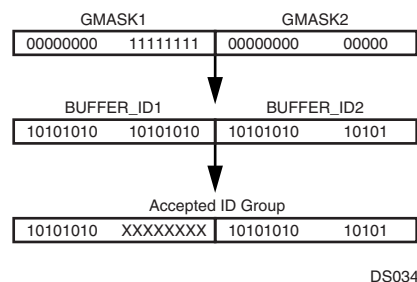 GMASK1 GMASK2
00000000 11111111 00000000 00000
BUFFER_ID1 BUFFER_ID2
10101010 10101010 10101010 10101
Accepted ID Group
10101010 XXXXXXXX 10101010 10101
DS034